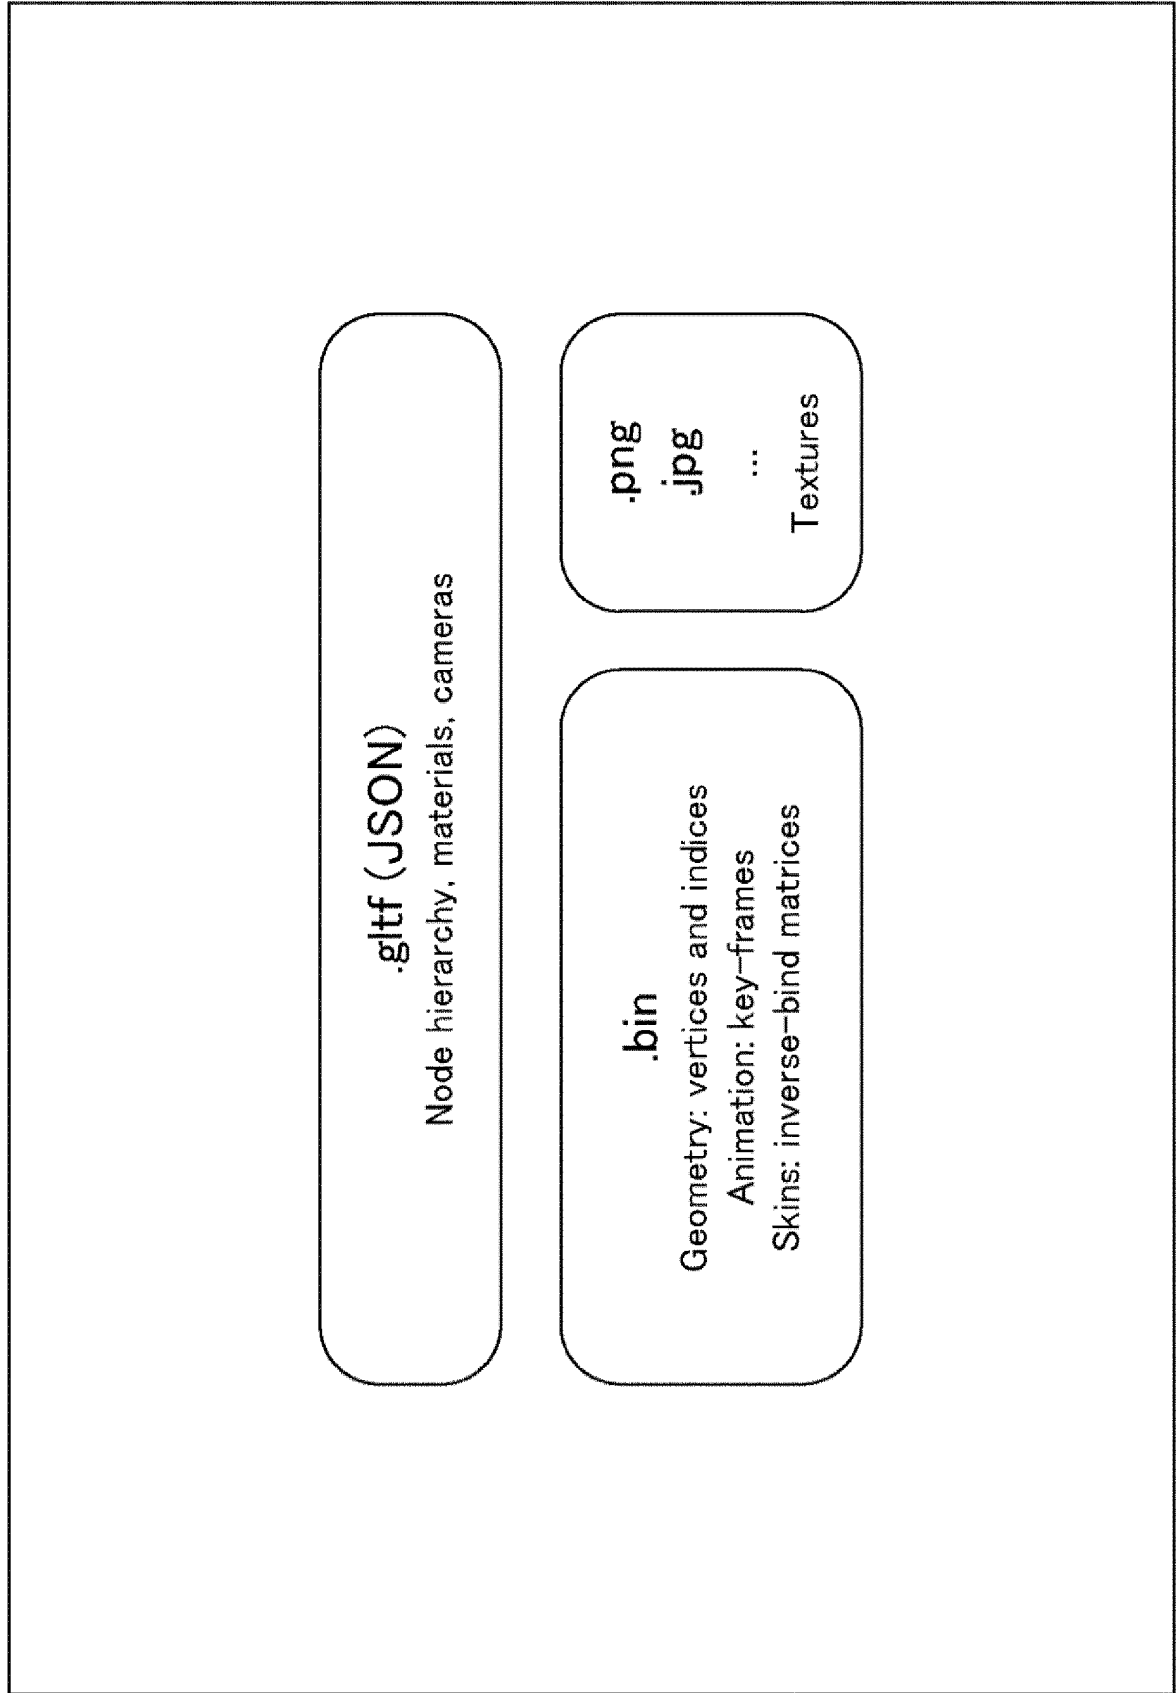 .gltf (JSON)
Node hierarchy, materials, cameras
.bin
Geometry: vertices and indices
Animation: key-frames
Skins: inverse-bind matrices
.png
.jpg
...
Textures